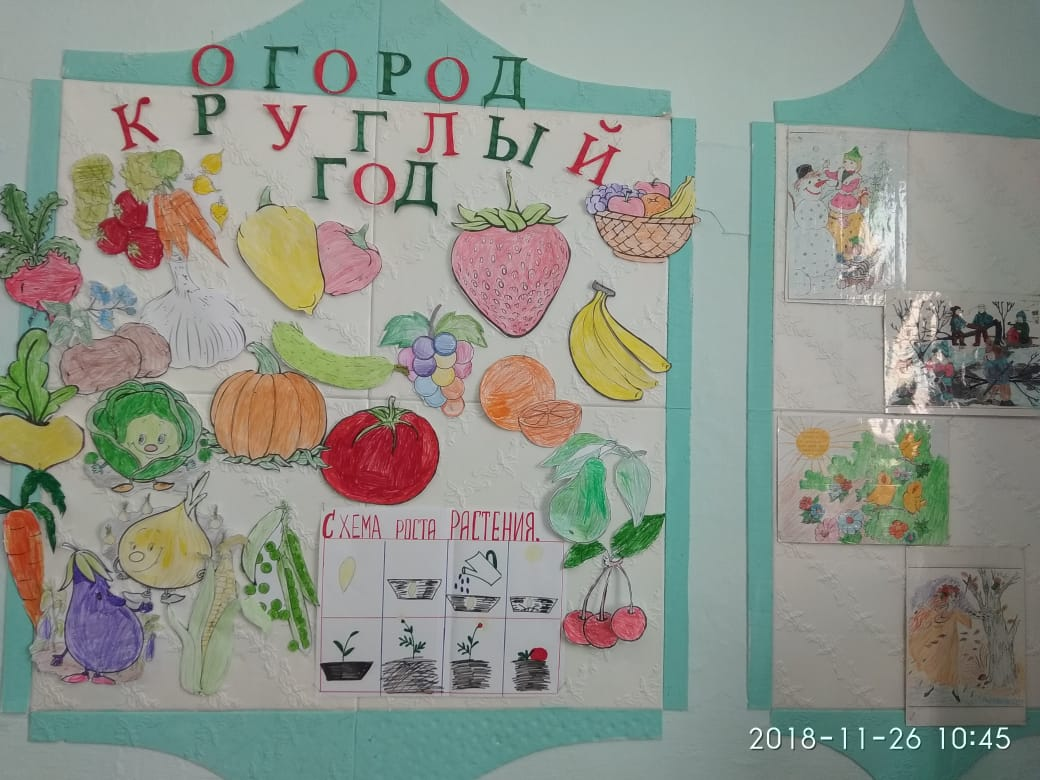 ОГОРОД
КРУГЛЫЙ
ГОД
СХЕМА РОСТА РАСТЕНИЯ.
2018-11-26 10:45